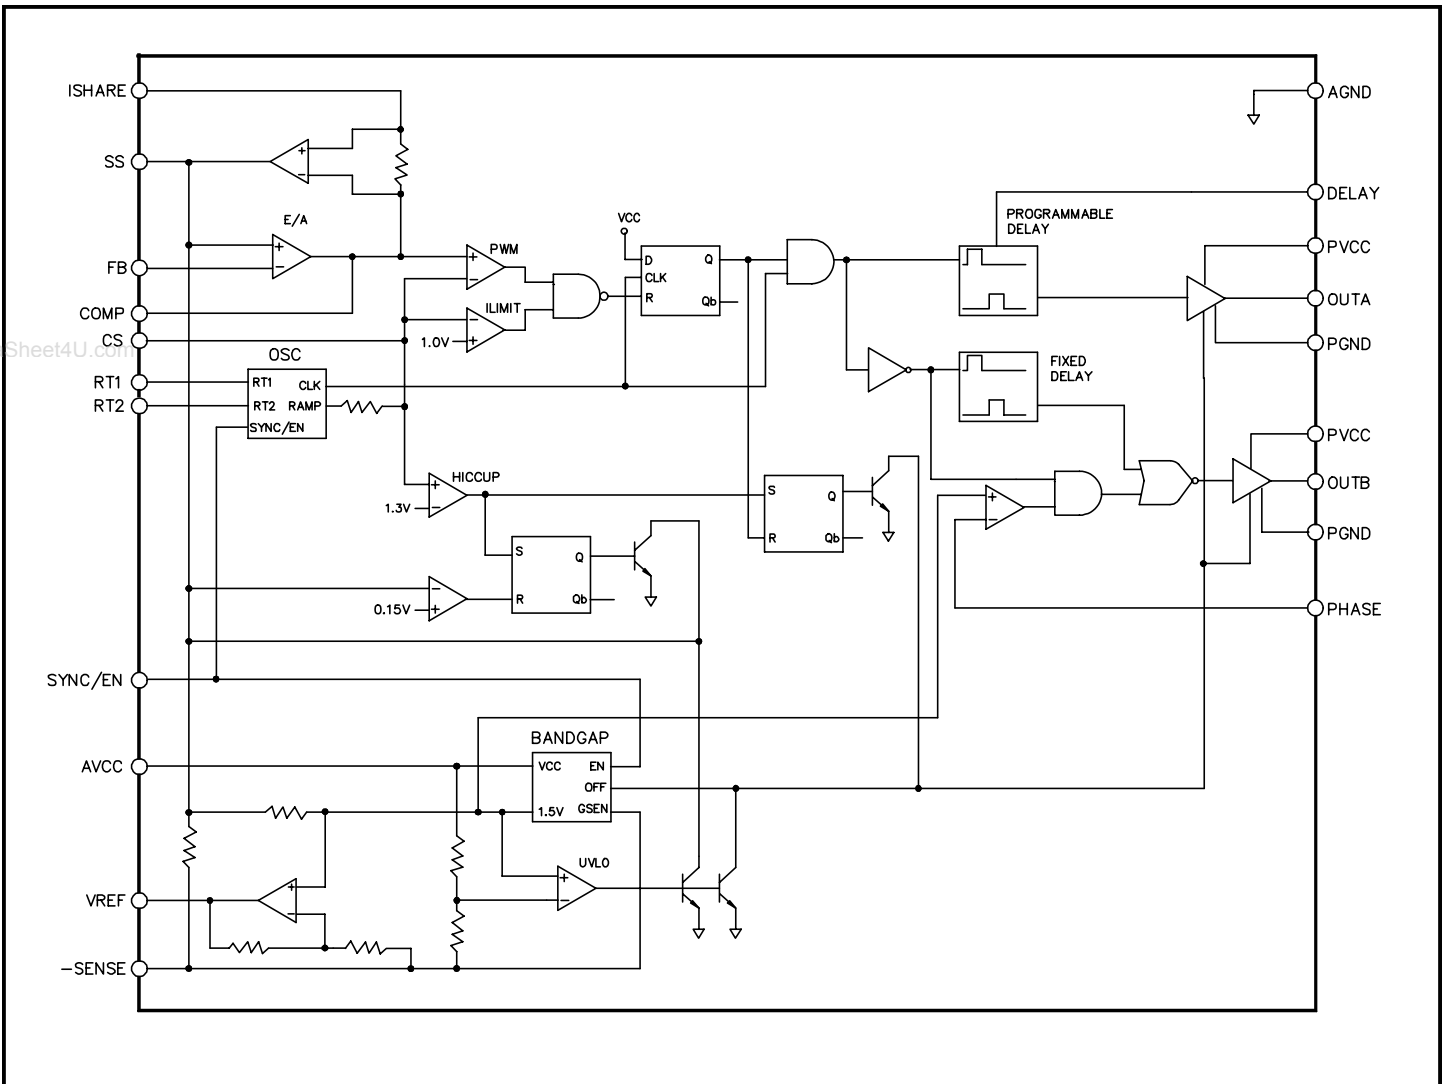 ISHARE
AGND
SS
DELAY
E/A
VCC
PROGRAMMABLE
DELAY
PWM
D
Q
PVCC
FB
CLK
R
Qb
ILIMIT
OUTA
COMP
1.0V
CS
PGND
Sheet4U.com
OSC
FIXED
DELAY
RT1
RT1
CLK
RT2
RT2
RAMP
SYNC/EN
PVCC
HICCUP
1.3V
S
Q
OUTB
R
Qb
PGND
S
Q
0.15V
R
Qb
PHASE
SYNC/EN
BANDGAP
AVCC
VCC
EN
OFF
1.5V
GSEN
UVLO
VREF
-SENSE